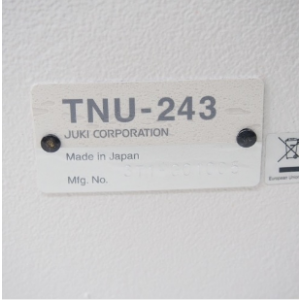 TNU-243
JUKI CORPORATION
Made in Japan
Mfg. No.